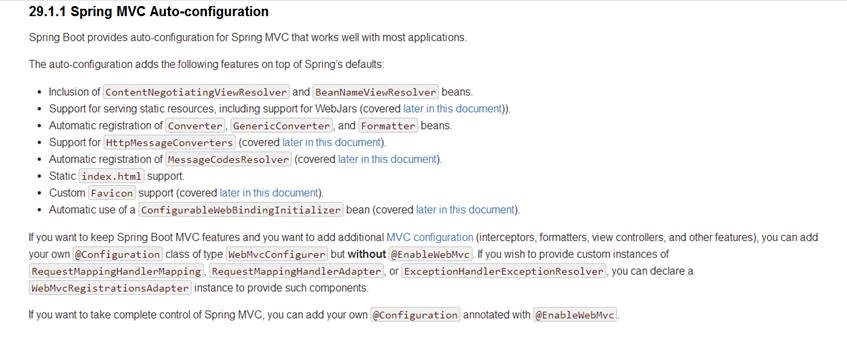 29.1.1 Spring MVC Auto-configuration
Spring Boot provides auto-configuration for Spring MVC that works well with most applications.
The auto-configuration adds the following features on top of Spring's defaults:
• Inclusion of ContentNegotiatingViewResolver and BeanNameViewResolver beans.
• Support for serving static resources, including support for WebJars (covered later in this document)).
• Automatic registration of Converter, GenericConverter, and Formatter beans.
• Support for HttpMessageConverters (covered later in this document).
• Automatic registration of MessageCodesResolver (covered later in this document).
• Static index.html support.
• Custom Favicon support (covered later in this document).
• Automatic use of a ConfigurableWebBindingInitializer bean (covered later in this document).
If you want to keep Spring Boot MVC features and you want to add additional MVC configuration (interceptors, formatters, view controllers, and other features), you can add
your own @Configuration class of type WebMvcConfigurer but without @EnableWebMvc. If you wish to provide custom instances of
RequestMappingHandlerMapping, RequestMappingHandlerAdapter, or ExceptionHandlerExceptionResolver, you can declare a
WebMvcRegistrationsAdapter instance to provide such components.
If you want to take complete control of Spring MVC, you can add your own @Configuration annotated with @EnableWebMvc.